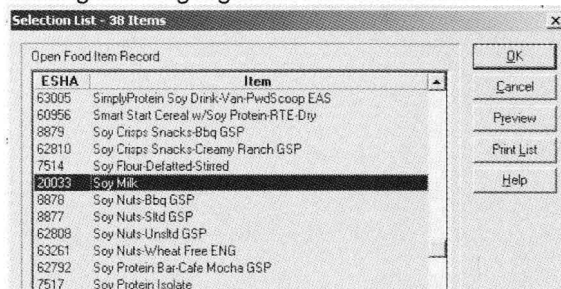 Selection List - 38 Items
Open Food Item Record
ESHA Item
63005 SimplyProtein Soy Drink-Van-PwdScoop EAS
60956 Smart Start Cereal w/Soy Protein-RTE-Dry
8879 Soy Crisps Snacks-Bbq GSP
62810 Soy Crisps Snacks-Creamy Ranch GSP
7514 Soy Flour-Defatted-Stirred
20033 Soy Milk
8878 Soy Nuts-Bbq GSP
8877 Soy Nuts-Sltd GSP
62808 Soy Nuts-Unsltd GSP
63261 Soy Nuts-Wheat Free ENG
62792 Soy Protein Bar-Cafe Mocha GSP
7517 Soy Protein Isolate
OK
Cancel
Preview
Print List
Help